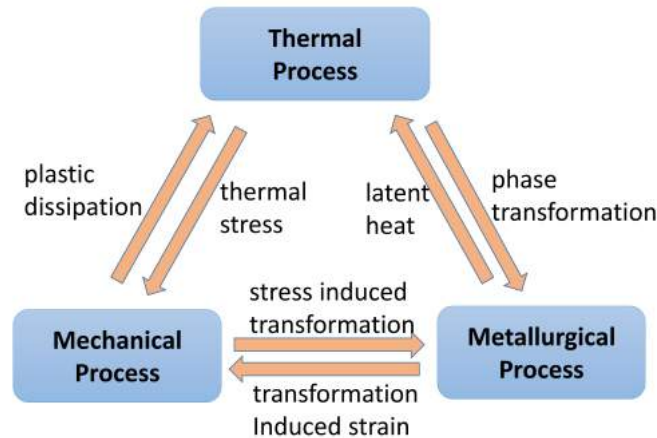 Thermal
Process
plastic
dissipation
thermal
stress
latent
heat
phase
transformation
Mechanical
Process
stress induced
transformation
Metallurgical
Process
transformation
Induced strain